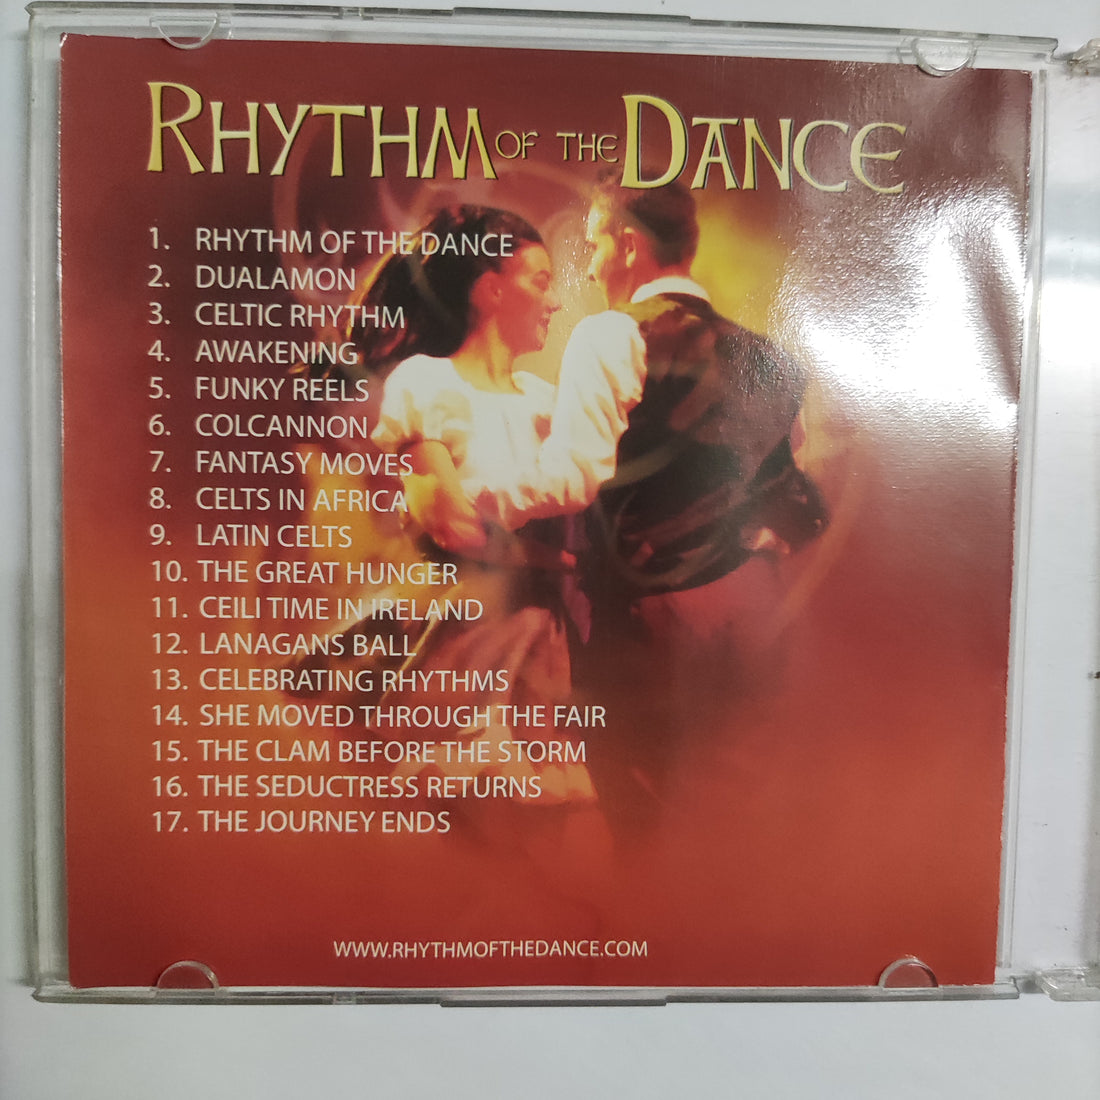 RHYTHM OF THE DANCE
1. RHYTHM OF THE DANCE
2. DUALAMON
3. CELTIC RHYTHM
4. AWAKENING
5. FUNKY REELS
6. COLCANNON
7. FANTASY MOVES
8. CELTS IN AFRICA
9. LATIN CELTS
10. THE GREAT HUNGER
11. CEILI TIME IN IRELAND
12. LANAGANS BALL
13. CELEBRATING RHYTHMS
14. SHE MOVED THROUGH THE FAIR
15. THE CLAM BEFORE THE STORM
16. THE SEDUCTRESS RETURNS
17. THE JOURNEY ENDS
WWW.RHYTHMOFTHEDANCE.COM